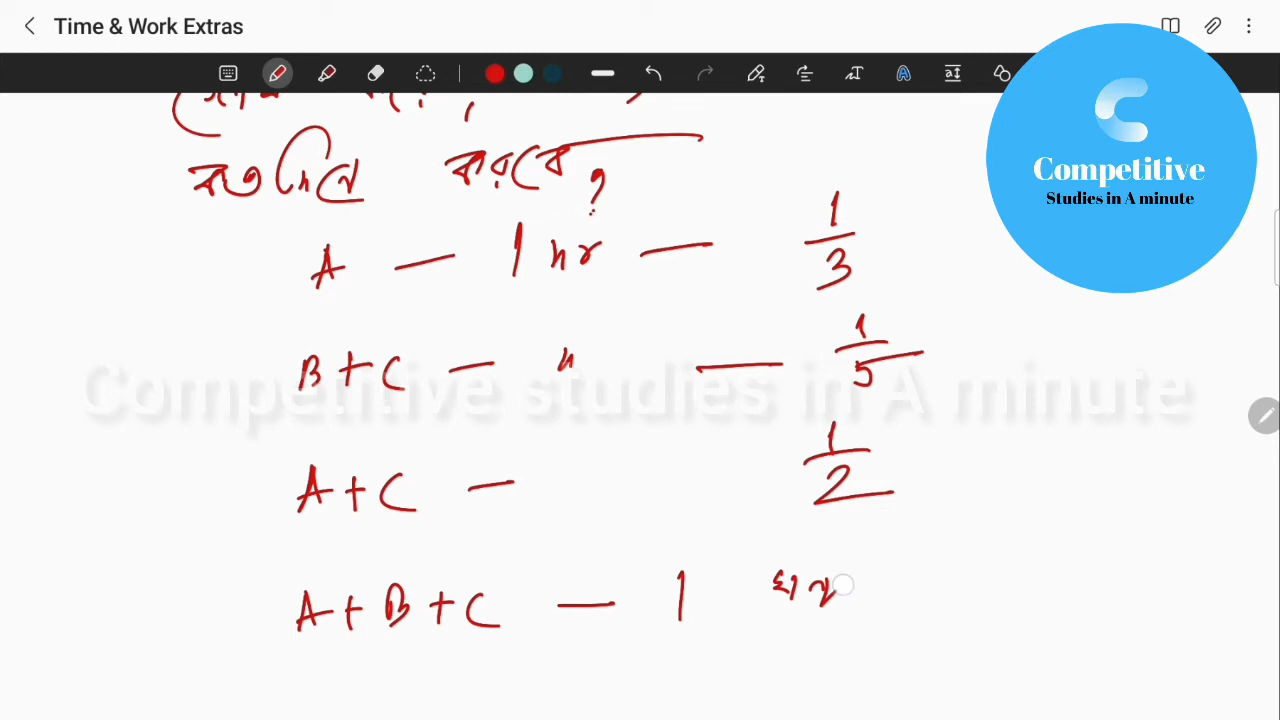 Time & Work Extras
Competitive
Studies in A minute
কত দিনে করবে ?
A — 1 hr — 1/3
B + C — " — 1/5
Competitive studies in A minute
A + C — 1/2
A + B + C — 1